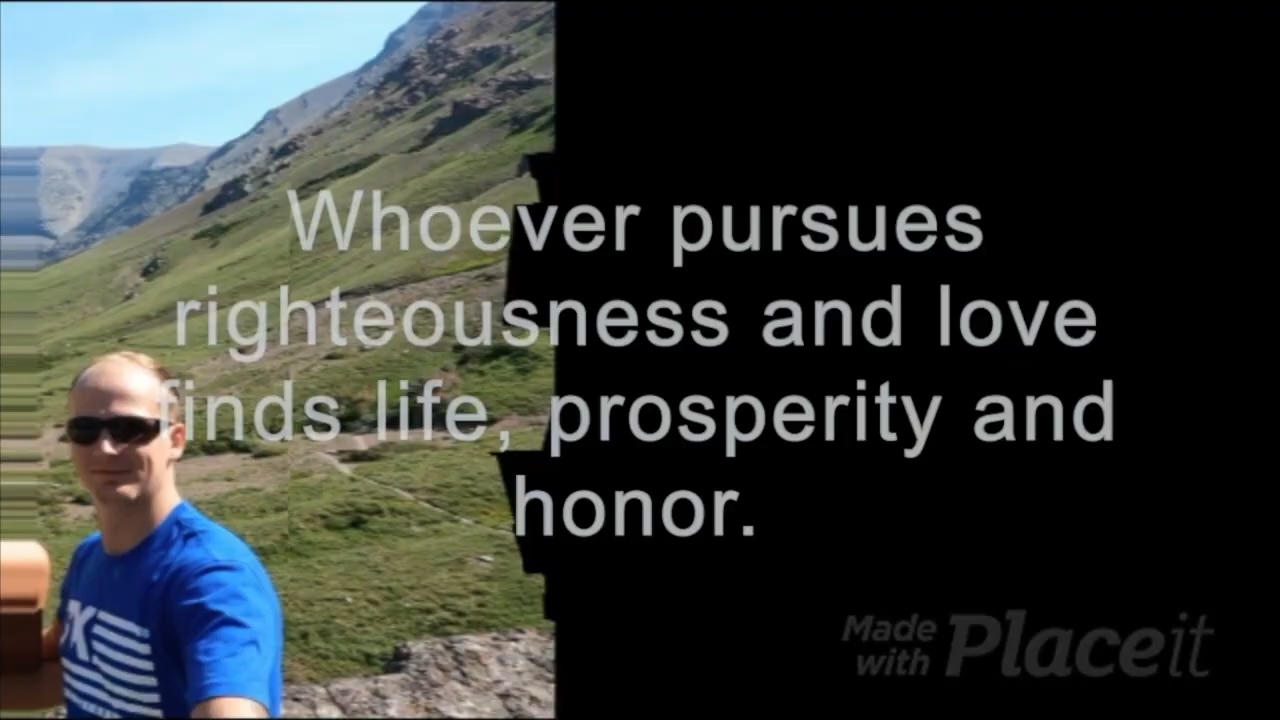 Whoever pursues
righteousness and love
finds life, prosperity and
honor.
Made
with Placeit